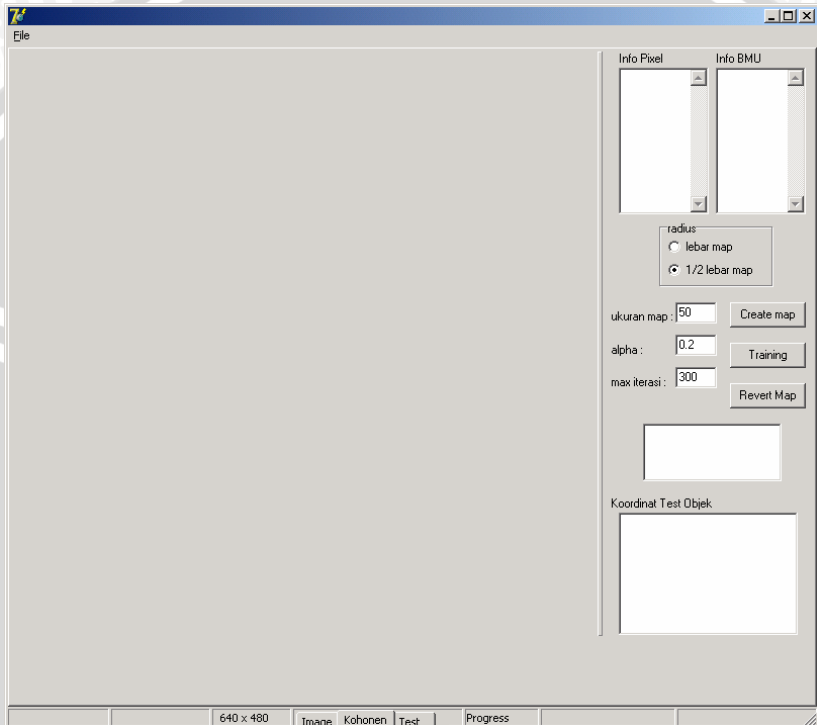 File
Info Pixel
Info BMU
radius
lebar map
1/2 lebar map
ukuran map : 50
Create map
alpha : 0.2
Training
max iterasi : 300
Revert Map
Koordinat Test Objek
640 x 480
Image
Kohonen
Test
Progress